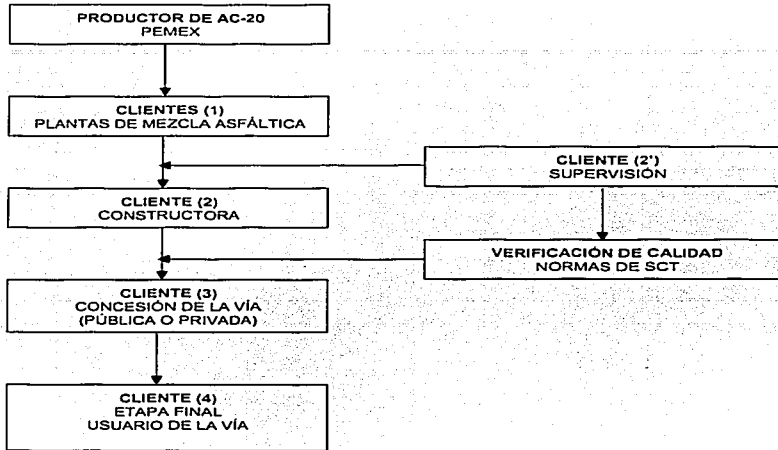 PRODUCTOR DE AC-20
PEMEX
CLIENTES (1)
PLANTAS DE MEZCLA ASFÁLTICA
CLIENTE (2')
SUPERVISIÓN
CLIENTE (2)
CONSTRUCTORA
VERIFICACIÓN DE CALIDAD
NORMAS DE SCT
CLIENTE (3)
CONCESIÓN DE LA VÍA
(PÚBLICA O PRIVADA)
CLIENTE (4)
ETAPA FINAL
USUARIO DE LA VÍA